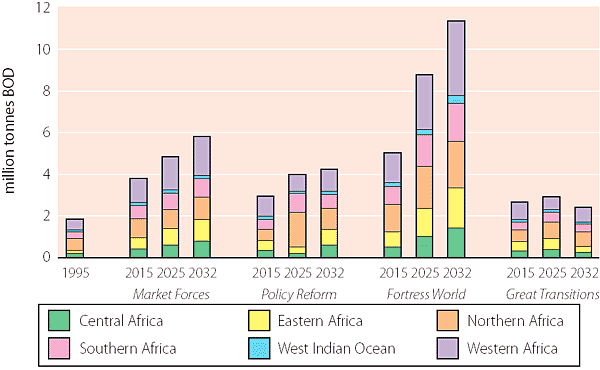 million tonnes BOD
12
10
8
6
4
2
0
1995 2015 2025 2032 2015 2025 2032 2015 2025 2032 2015 2025 2032
Market Forces Policy Reform Fortress World Great Transitions
Central Africa Eastern Africa Northern Africa
Southern Africa West Indian Ocean Western Africa